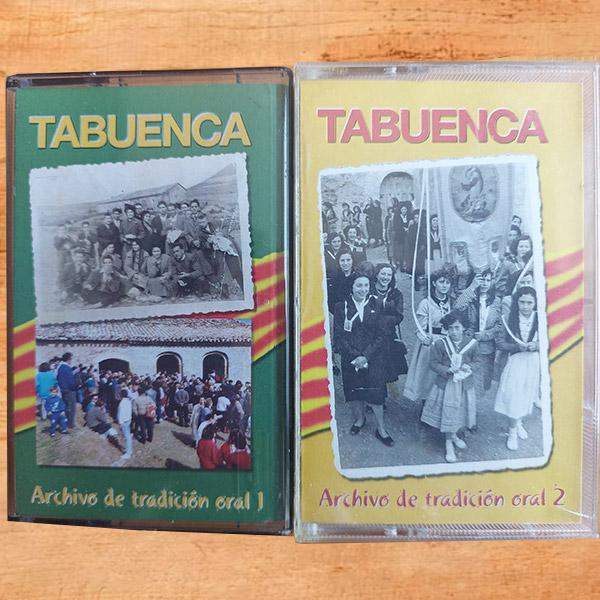 TABUENCA
Archivo de tradición oral 1
TABUENCA
Archivo de tradición oral 2